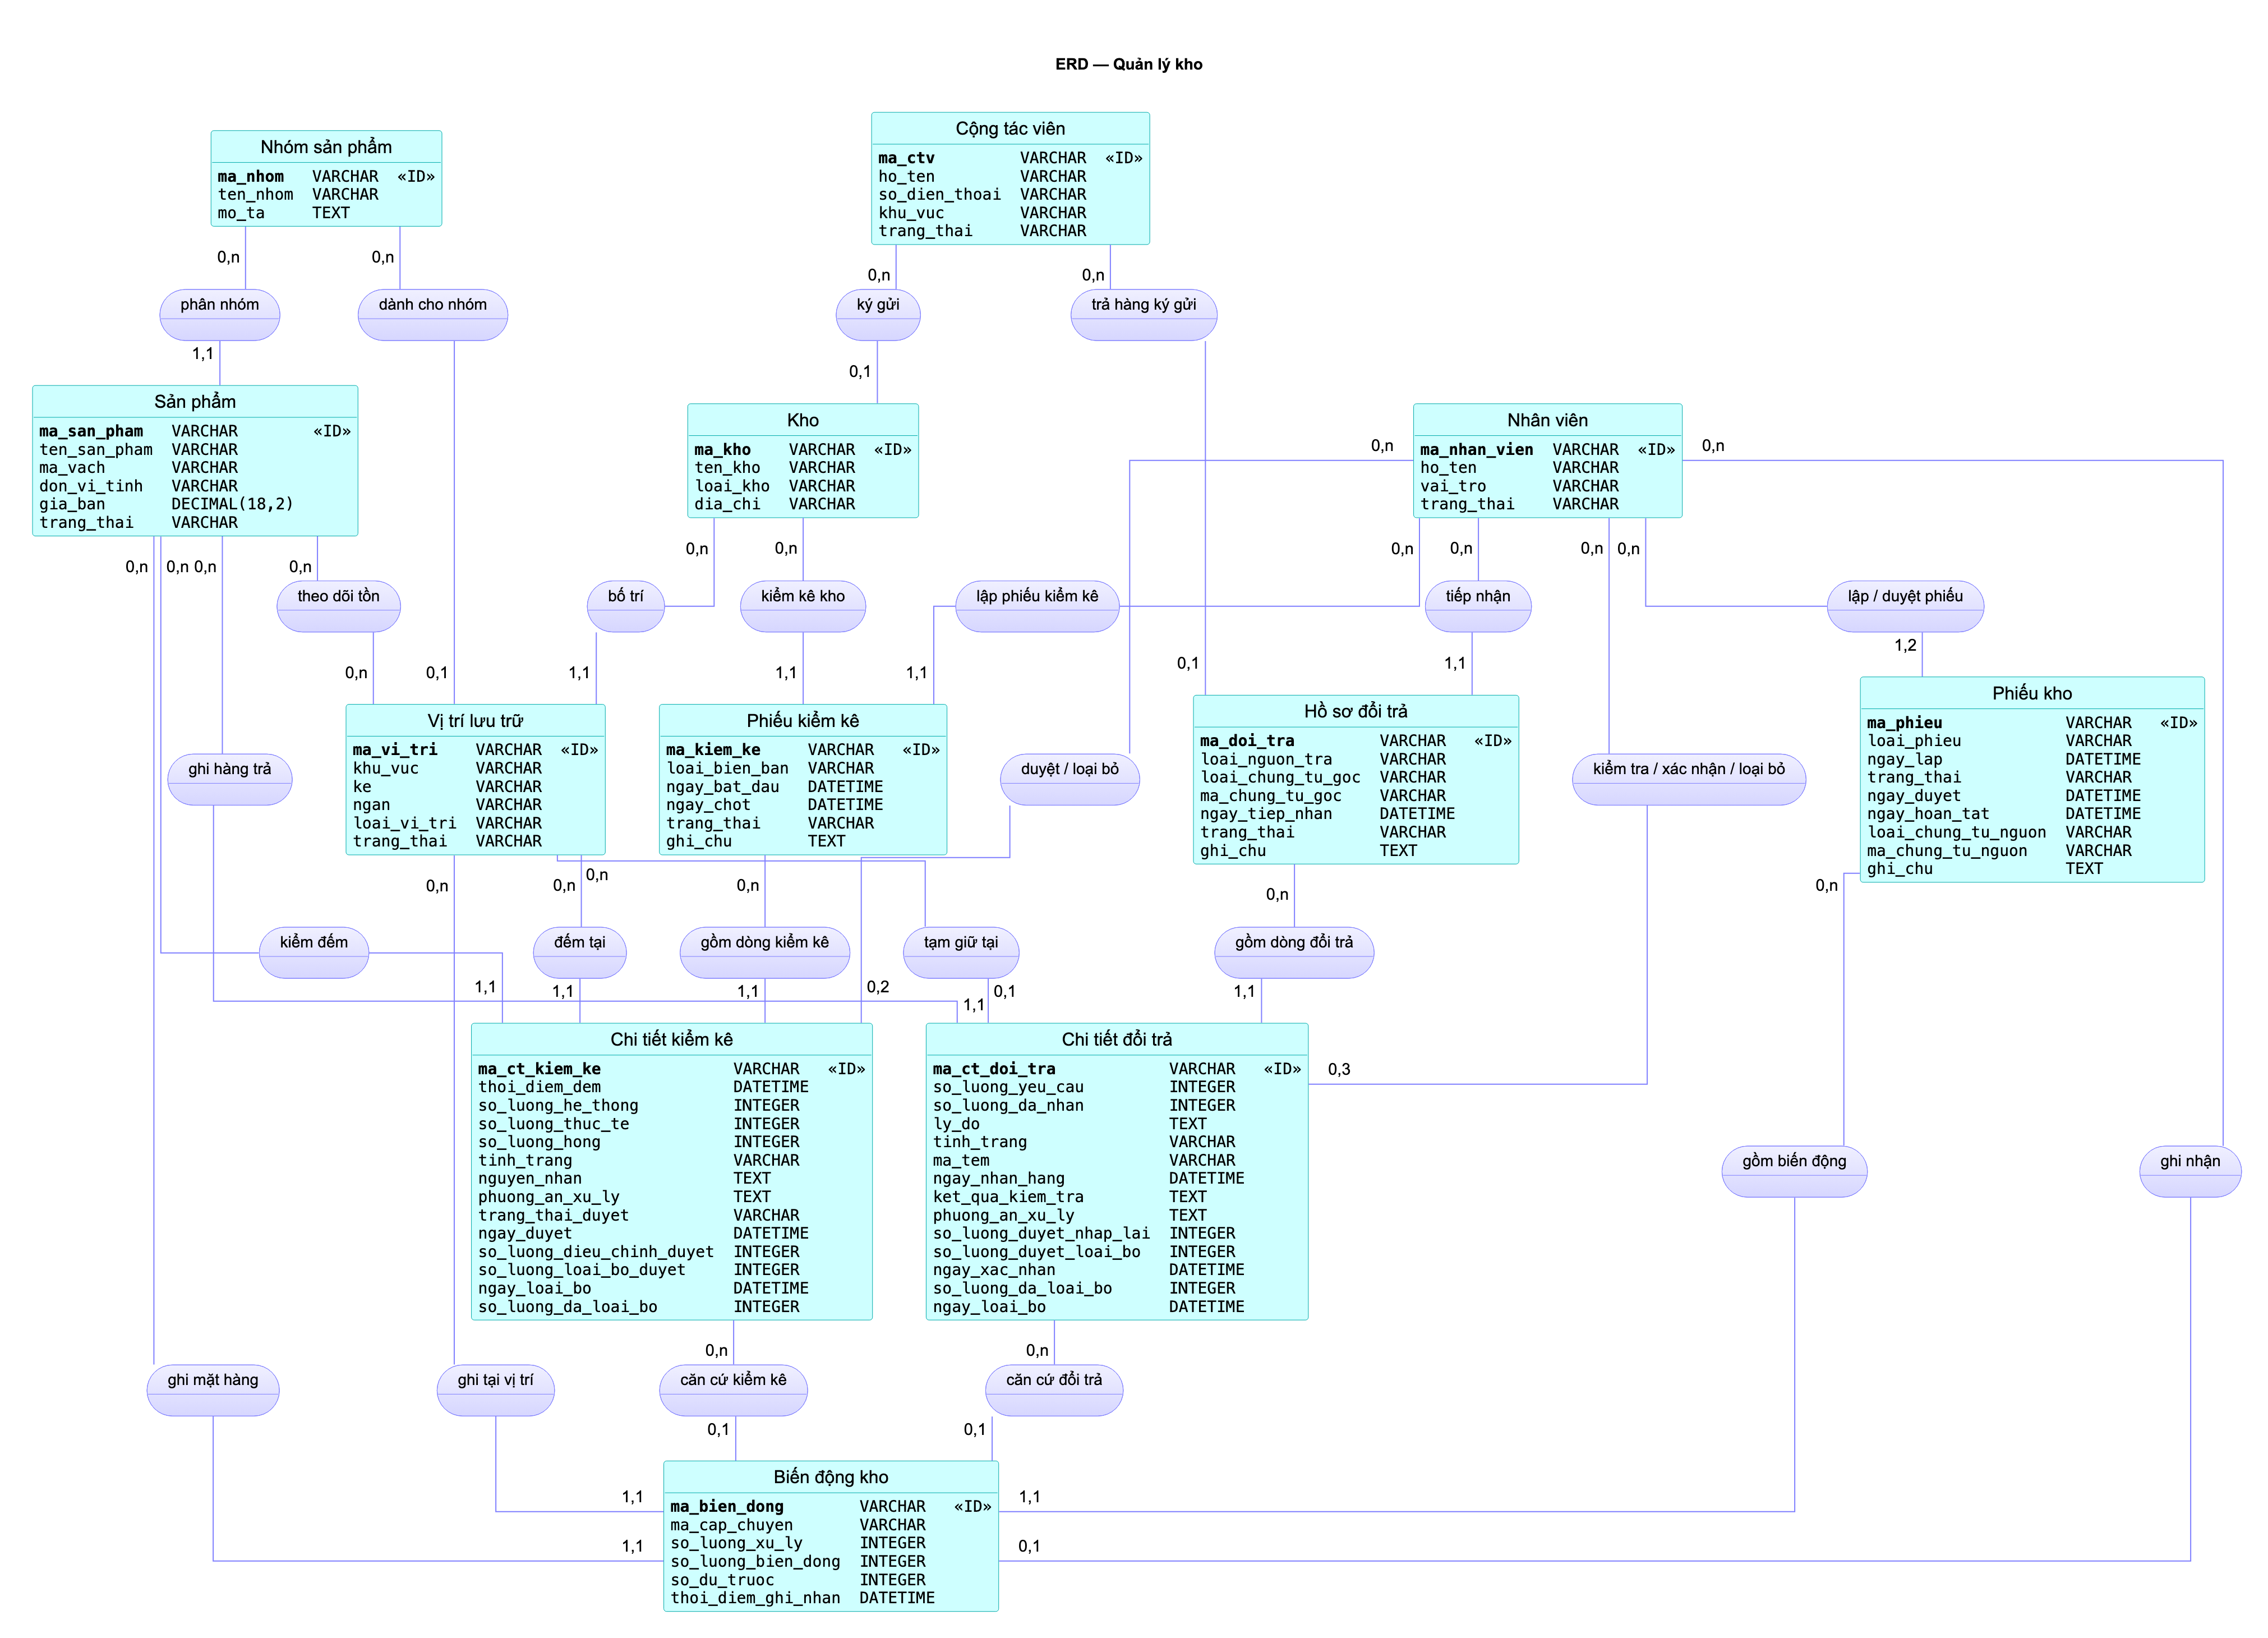 ERD — Quản lý kho
Nhóm sản phẩm
ma_nhom VARCHAR «ID»
ten_nhom VARCHAR
mo_ta TEXT
Cộng tác viên
ma_ctv VARCHAR «ID»
ho_ten VARCHAR
so_dien_thoai VARCHAR
khu_vuc VARCHAR
trang_thai VARCHAR
0,n
0,n
0,n
0,n
phân nhóm
dành cho nhóm
ký gửi
trả hàng ký gửi
1,1
0,1
Sản phẩm
ma_san_pham VARCHAR «ID»
ten_san_pham VARCHAR
ma_vach VARCHAR
don_vi_tinh VARCHAR
gia_ban DECIMAL(18,2)
trang_thai VARCHAR
Kho
ma_kho VARCHAR «ID»
ten_kho VARCHAR
loai_kho VARCHAR
dia_chi VARCHAR
Nhân viên
ma_nhan_vien VARCHAR «ID»
ho_ten VARCHAR
vai_tro VARCHAR
trang_thai VARCHAR
0,n
0,n
0,n
0,n
0,n
0,n
0,n
0,n
0,n
0,n
0,n
0,n
theo dõi tồn
bố trí
kiểm kê kho
lập phiếu kiểm kê
tiếp nhận
lập / duyệt phiếu
0,n
0,1
1,1
1,1
1,1
0,1
1,1
1,2
Vị trí lưu trữ
ma_vi_tri VARCHAR «ID»
khu_vuc VARCHAR
ke VARCHAR
ngan VARCHAR
loai_vi_tri VARCHAR
trang_thai VARCHAR
Phiếu kiểm kê
ma_kiem_ke VARCHAR «ID»
loai_bien_ban VARCHAR
ngay_bat_dau DATETIME
ngay_chot DATETIME
trang_thai VARCHAR
ghi_chu TEXT
Hồ sơ đổi trả
ma_doi_tra VARCHAR «ID»
loai_nguon_tra VARCHAR
loai_chung_tu_goc VARCHAR
ma_chung_tu_goc VARCHAR
ngay_tiep_nhan DATETIME
trang_thai VARCHAR
ghi_chu TEXT
Phiếu kho
ma_phieu VARCHAR «ID»
loai_phieu VARCHAR
ngay_lap DATETIME
trang_thai VARCHAR
ngay_duyet DATETIME
ngay_hoan_tat DATETIME
loai_chung_tu_nguon VARCHAR
ma_chung_tu_nguon VARCHAR
ghi_chu TEXT
ghi hàng trả
duyệt / loại bỏ
kiểm tra / xác nhận / loại bỏ
0,n
0,n
0,n
0,n
0,n
0,n
kiểm đếm
đếm tại
gồm dòng kiểm kê
tạm giữ tại
gồm dòng đổi trả
1,1
1,1
1,1
0,2
1,1
0,1
1,1
Chi tiết kiểm kê
ma_ct_kiem_ke VARCHAR «ID»
thoi_diem_dem DATETIME
so_luong_he_thong INTEGER
so_luong_thuc_te INTEGER
so_luong_hong INTEGER
tinh_trang VARCHAR
nguyen_nhan TEXT
phuong_an_xu_ly TEXT
trang_thai_duyet VARCHAR
ngay_duyet DATETIME
so_luong_dieu_chinh_duyet INTEGER
so_luong_loai_bo_duyet INTEGER
ngay_loai_bo DATETIME
so_luong_da_loai_bo INTEGER
Chi tiết đổi trả
ma_ct_doi_tra VARCHAR «ID»
so_luong_yeu_cau INTEGER
so_luong_da_nhan INTEGER
ly_do TEXT
tinh_trang VARCHAR
ma_tem VARCHAR
ngay_nhan_hang DATETIME
ket_qua_kiem_tra TEXT
phuong_an_xu_ly TEXT
so_luong_duyet_nhap_lai INTEGER
so_luong_duyet_loai_bo INTEGER
ngay_xac_nhan DATETIME
so_luong_da_loai_bo INTEGER
ngay_loai_bo DATETIME
0,3
gồm biến động
ghi nhận
0,n
0,n
ghi mặt hàng
ghi tại vị trí
căn cứ kiểm kê
căn cứ đổi trả
0,1
0,1
Biến động kho
ma_bien_dong VARCHAR «ID»
ma_cap_chuyen VARCHAR
so_luong_xu_ly INTEGER
so_luong_bien_dong INTEGER
so_du_truoc INTEGER
thoi_diem_ghi_nhan DATETIME
1,1
1,1
1,1
0,1